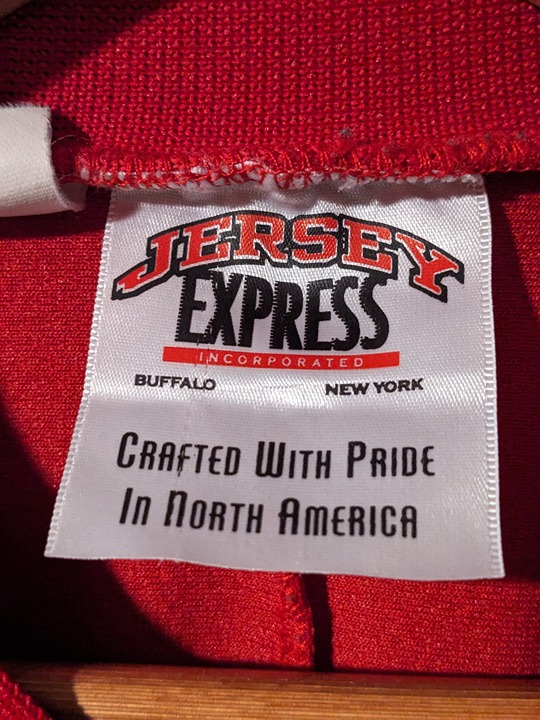 JERSEY
EXPRESS
INCORPORATED
BUFFALO NEW YORK
CRAFTED WITH PRIDE
IN NORTH AMERICA